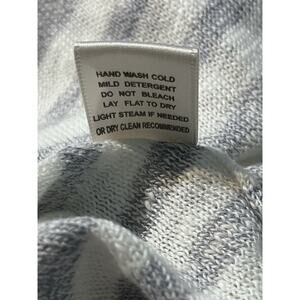 HAND WASH COLD
MILD DETERGENT
DO NOT BLEACH
LAY FLAT TO DRY
LIGHT STEAM IF NEEDED
OR DRY CLEAN RECOMMENDED